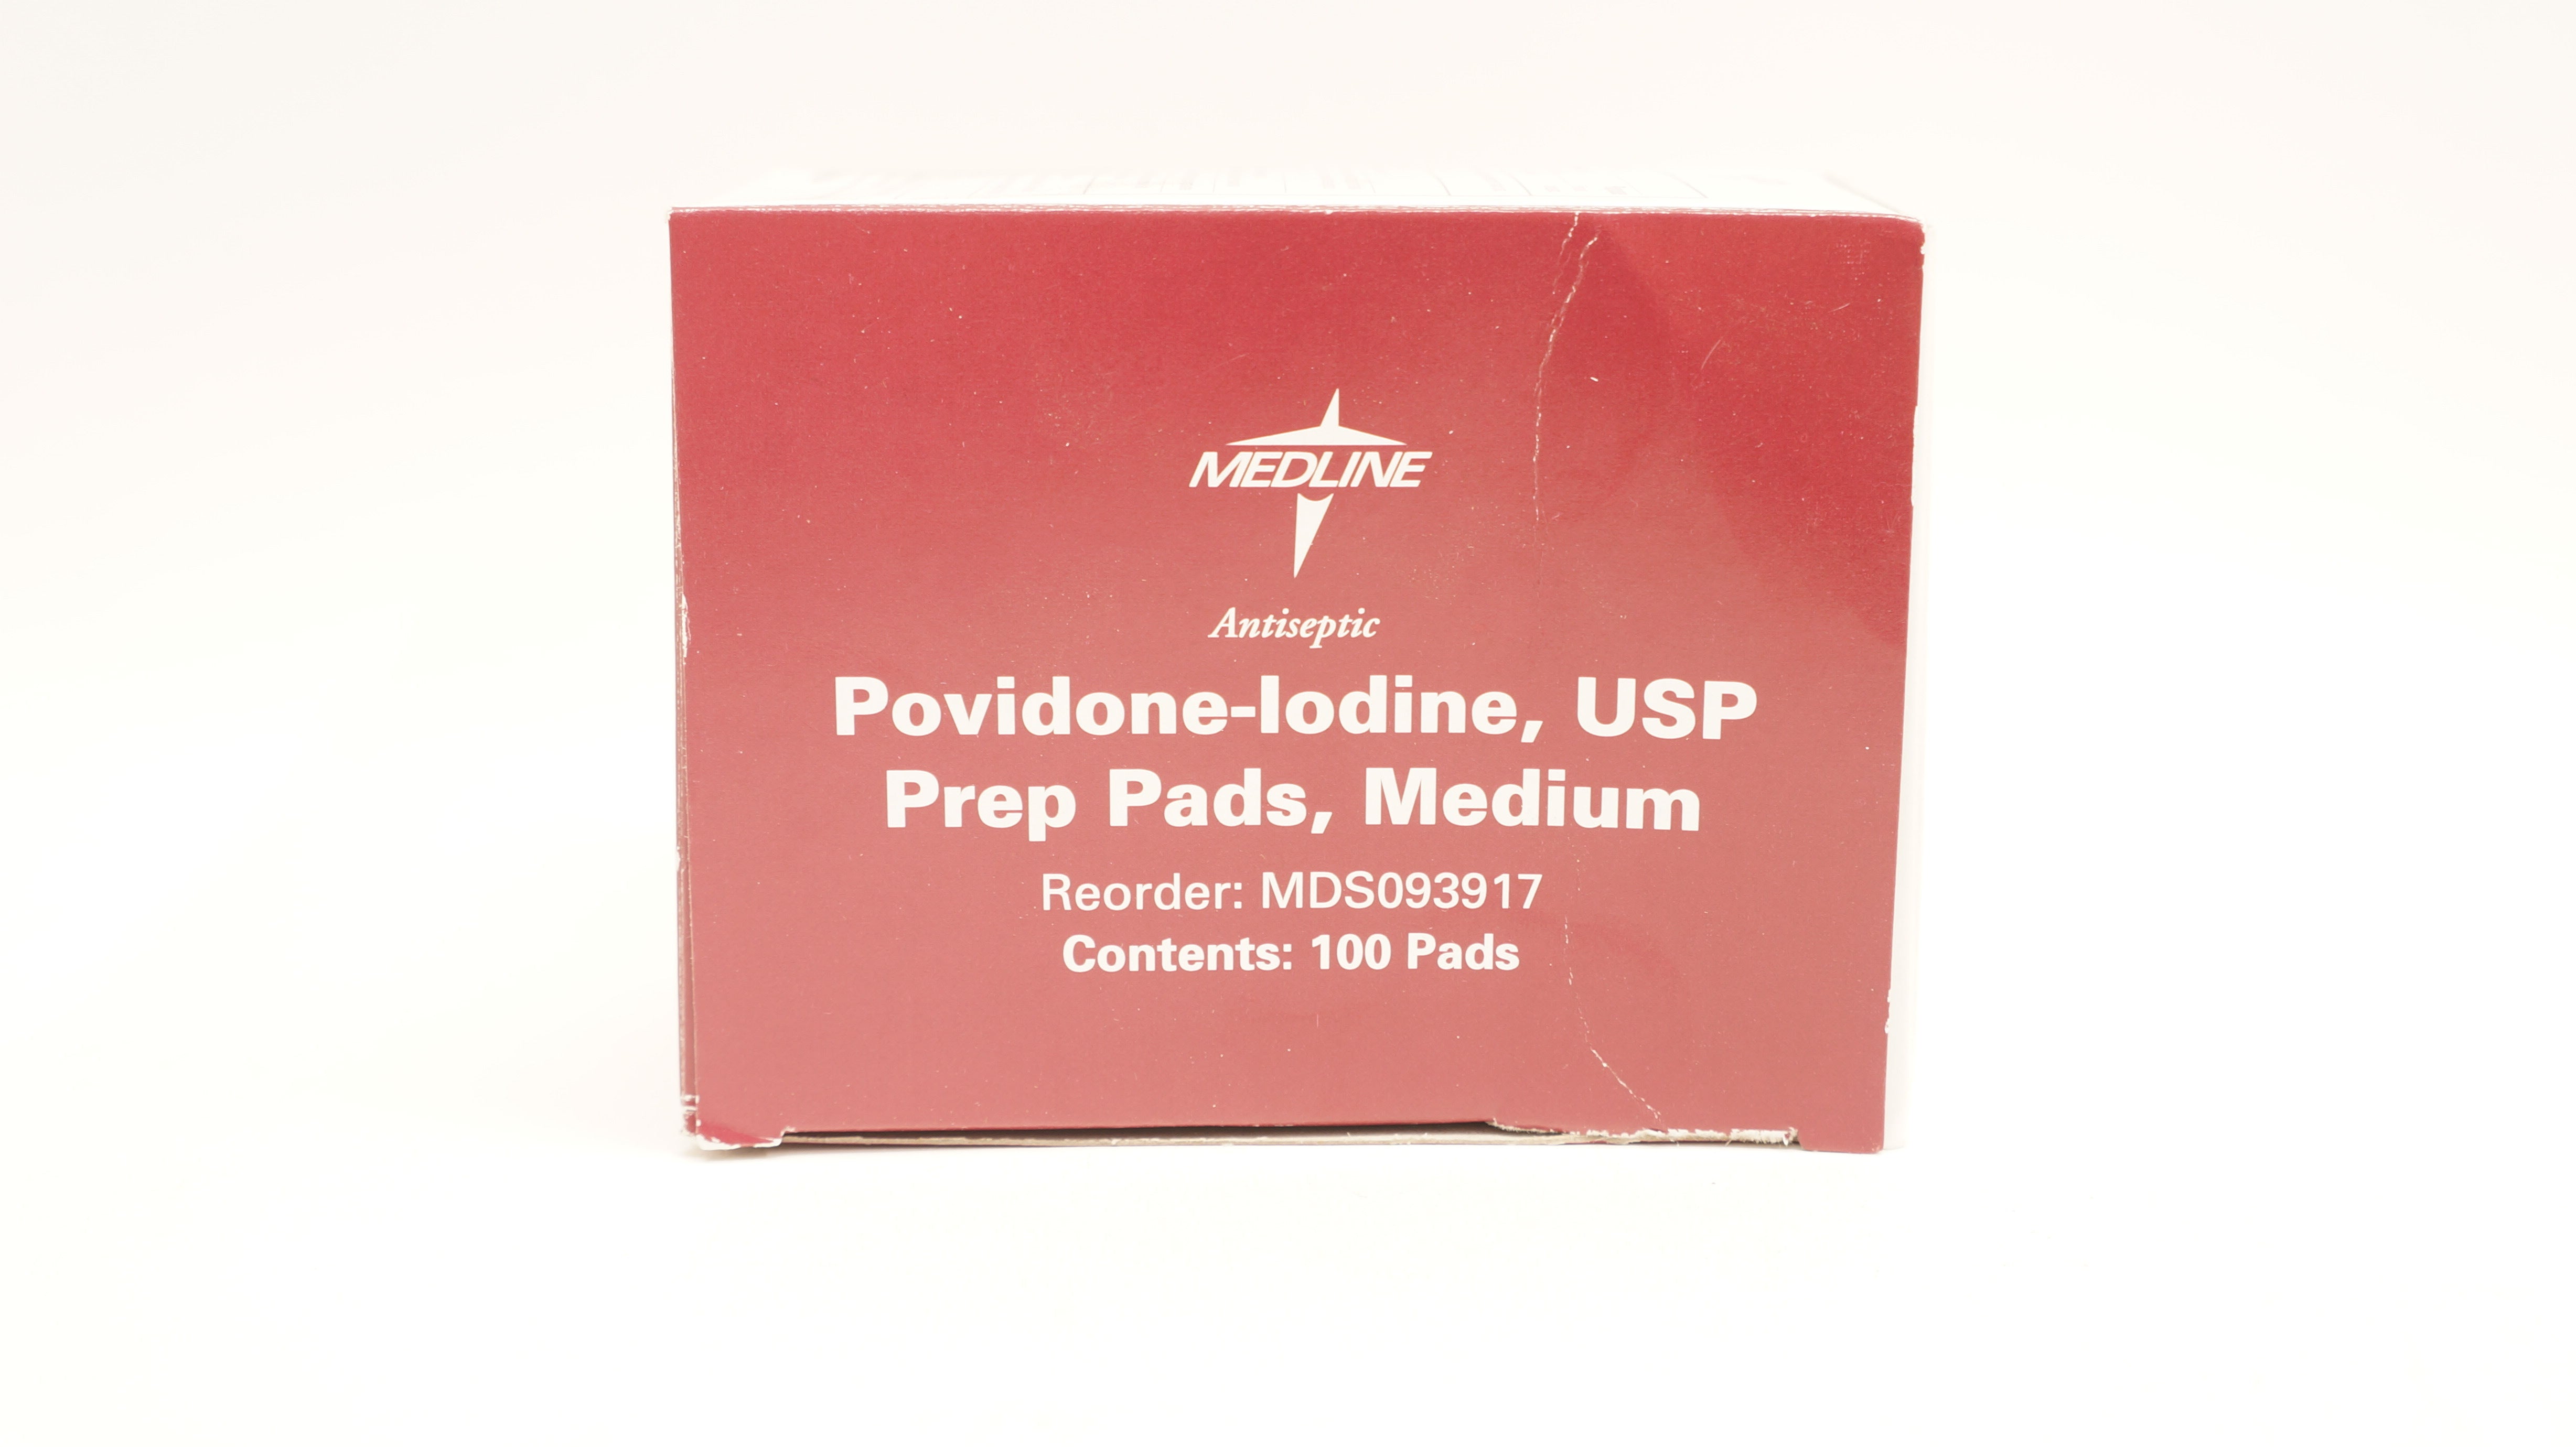 MEDLINE
Antiseptic
Povidone-Iodine, USP
Prep Pads, Medium
Reorder: MDS093917
Contents: 100 Pads